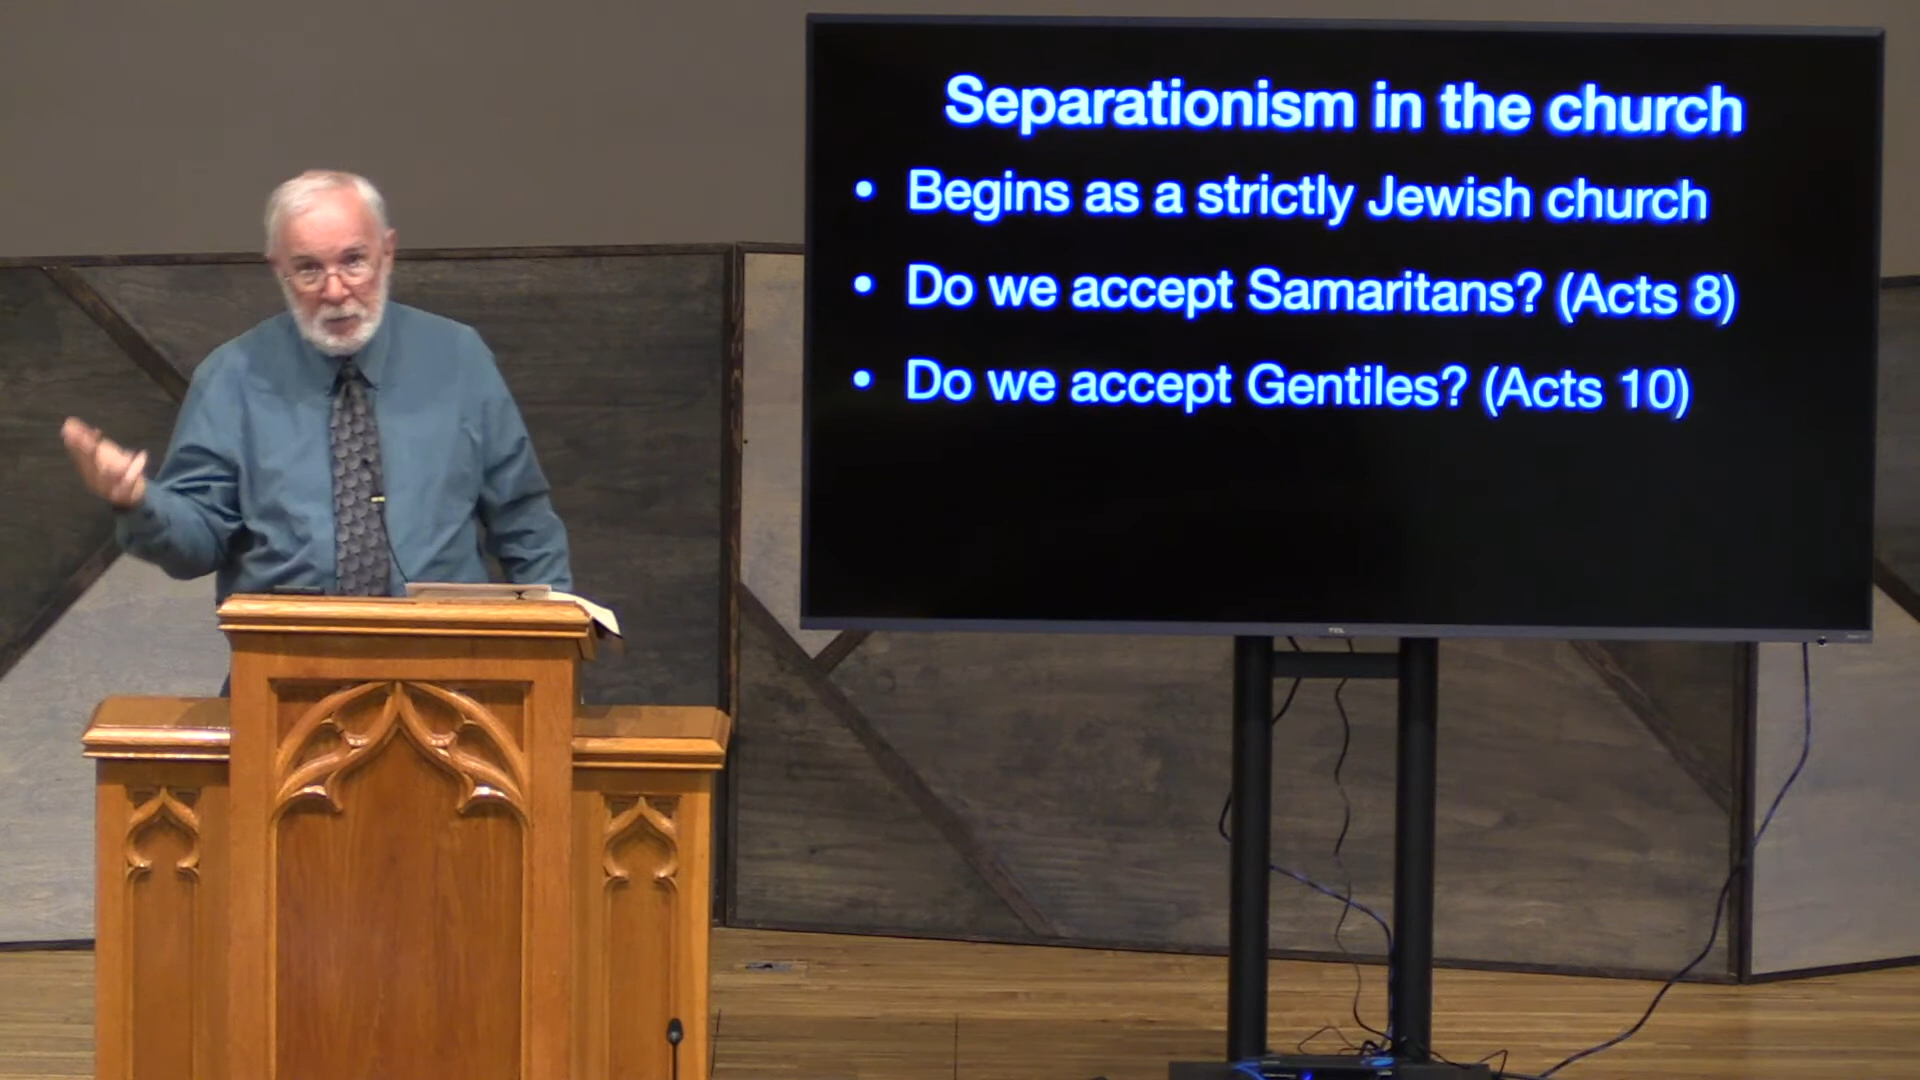 Separationism in the church
• Begins as a strictly Jewish church
• Do we accept Samaritans? (Acts 8)
• Do we accept Gentiles? (Acts 10)
TCL